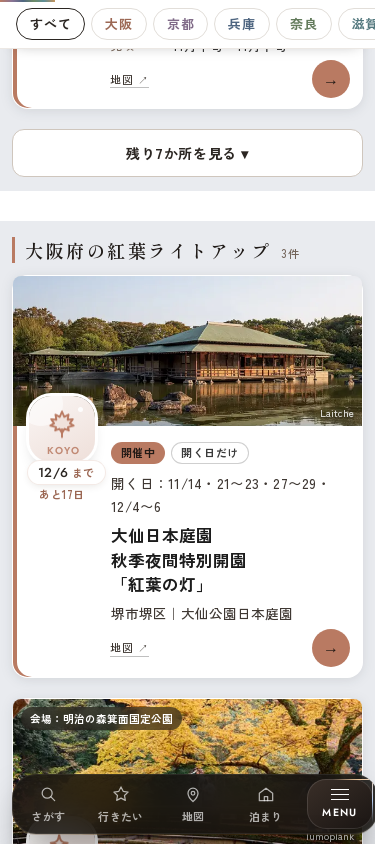 すべて 大阪 京都 兵庫 奈良 滋賀
地図 ↗ →
残り7か所を見る ▾
大阪府の紅葉ライトアップ 3件
Laitche
KOYO
12/6 まで
あと17日
開催中 開く日だけ
開く日：11/14・21〜23・27〜29・
12/4〜6
大仙日本庭園
秋季夜間特別開園
「紅葉の灯」
堺市堺区｜大仙公園日本庭園
地図 ↗ →
会場：明治の森箕面国定公園
さがす 行きたい 地図 泊まり MENU